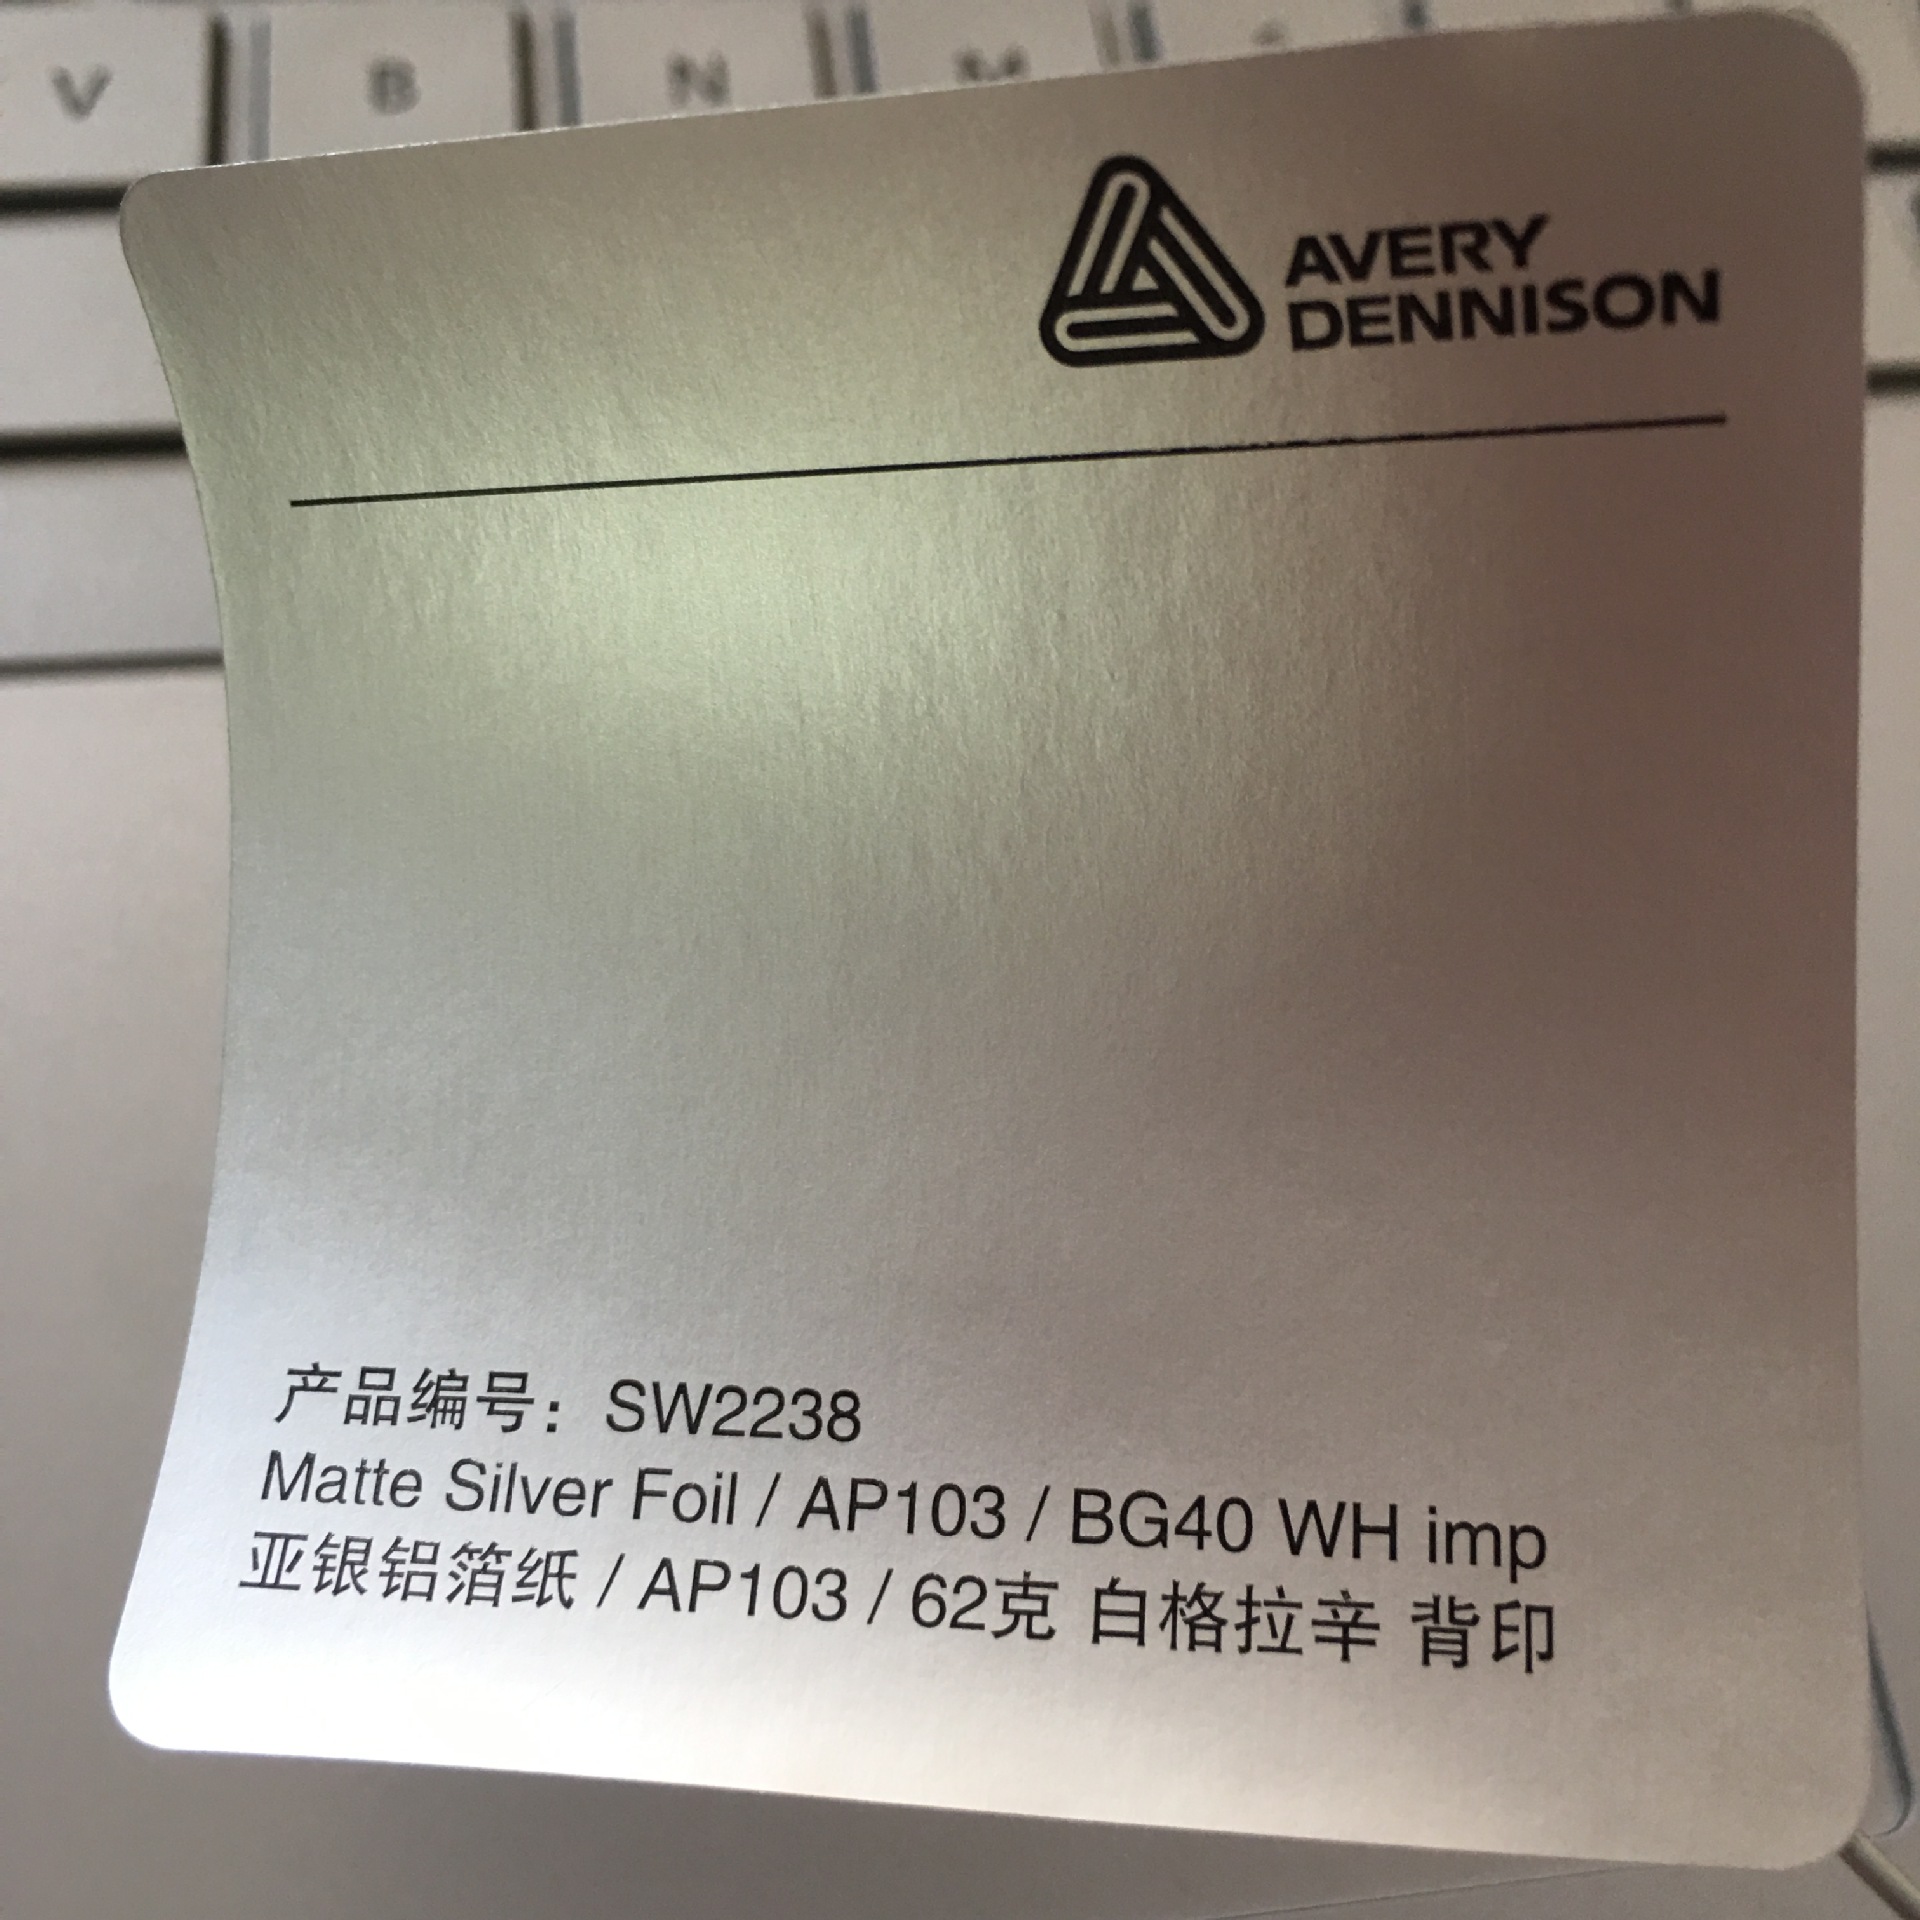 V B N M
AVERY
DENNISON
产品编号：SW2238
Matte Silver Foil / AP103 / BG40 WH imp
亚银铝箔纸 / AP103 / 62克 白格拉辛 背印